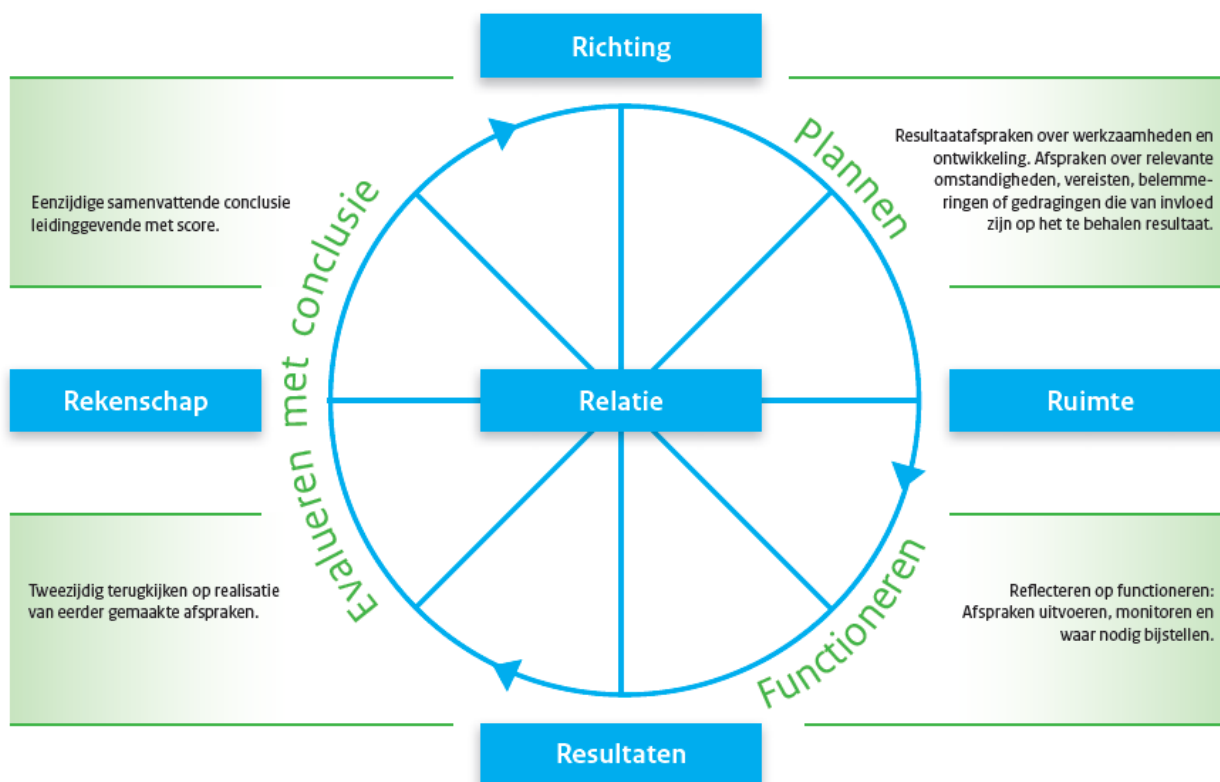 Richting
Plannen
Resultaatafspraken over werkzaamheden en
ontwikkeling. Afspraken over relevante
omstandigheden, vereisten, belemme-
ringen of gedragingen die van invloed
zijn op het te behalen resultaat.
Eenzijdige samenvattende conclusie
leidinggevende met score.
Evalueren met conclusie
Rekenschap
Relatie
Ruimte
Tweezijdig terugkijken op realisatie
van eerder gemaakte afspraken.
Functioneren
Reflecteren op functioneren:
Afspraken uitvoeren, monitoren en
waar nodig bijstellen.
Resultaten